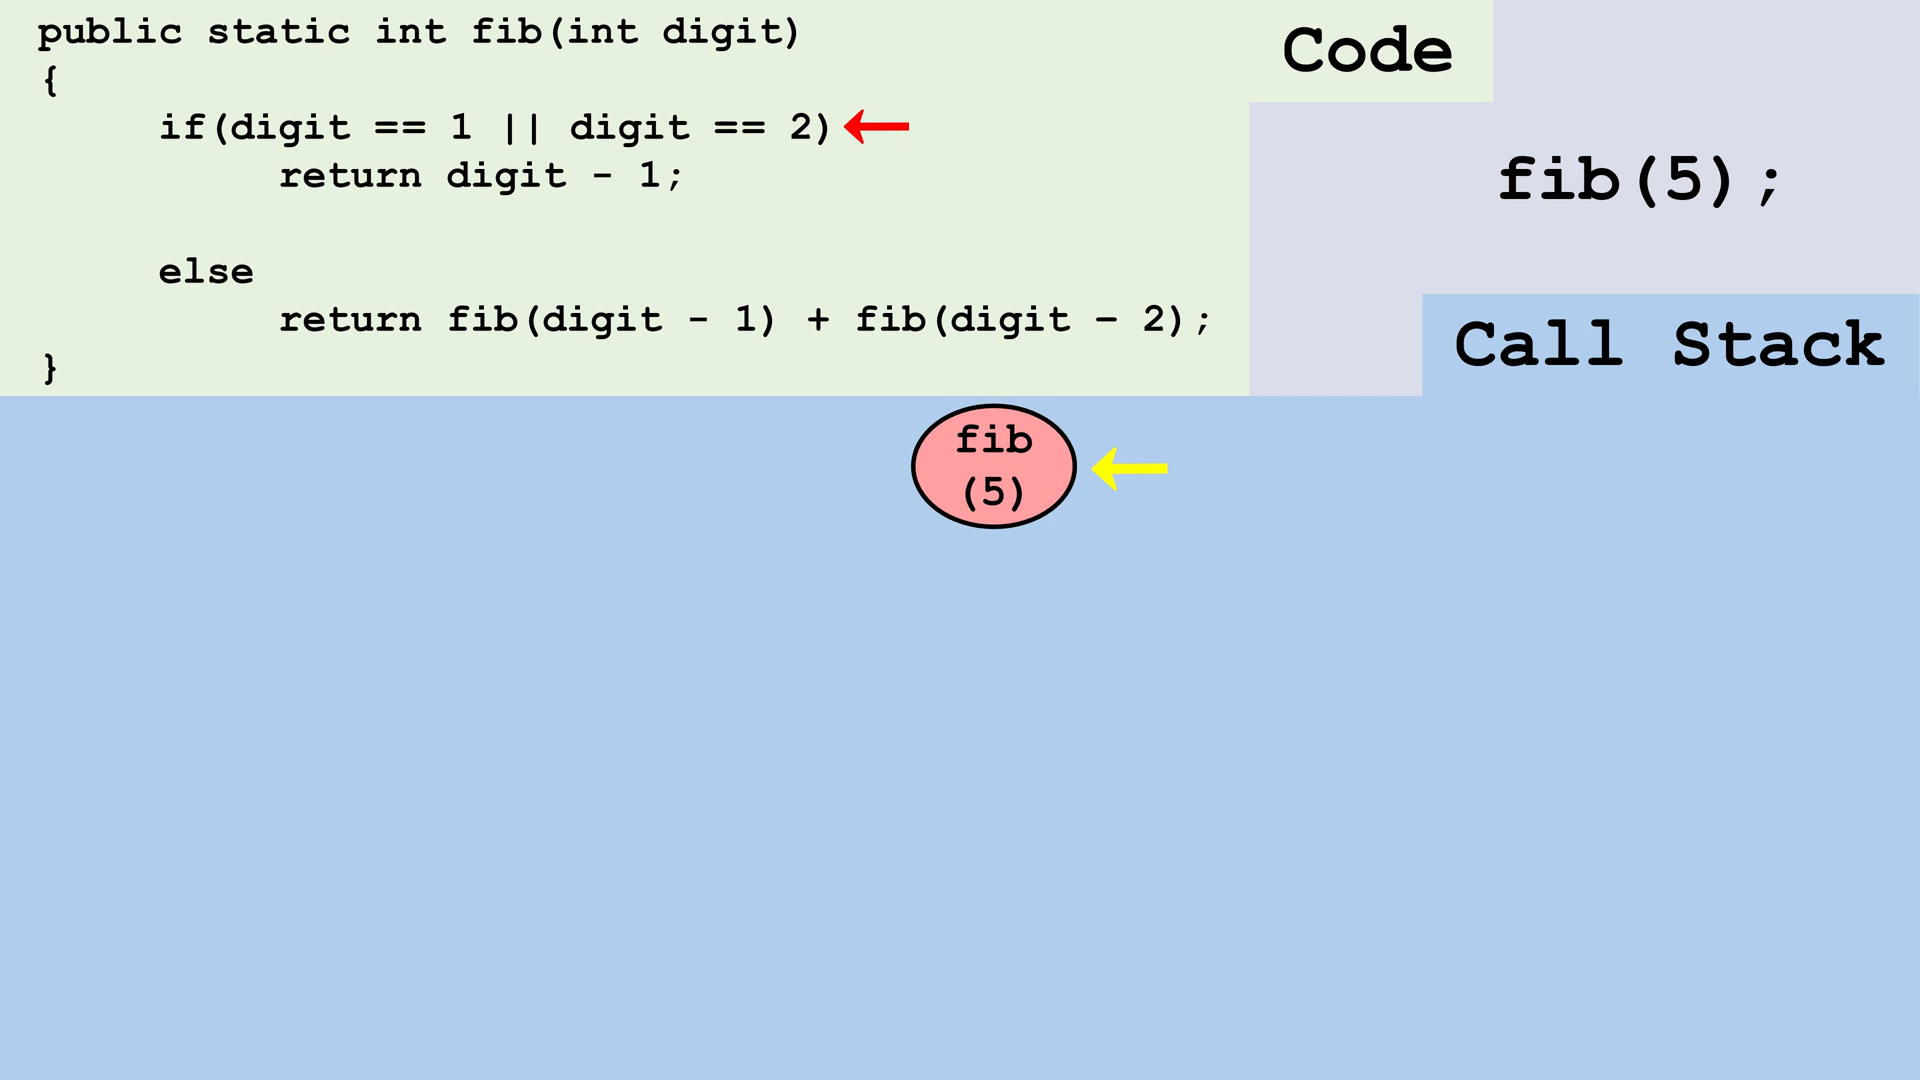 public static int fib(int digit)
{
if(digit == 1 || digit == 2)
return digit - 1;
else
return fib(digit - 1) + fib(digit – 2);
}
Code
fib(5);
Call Stack
fib
(5)